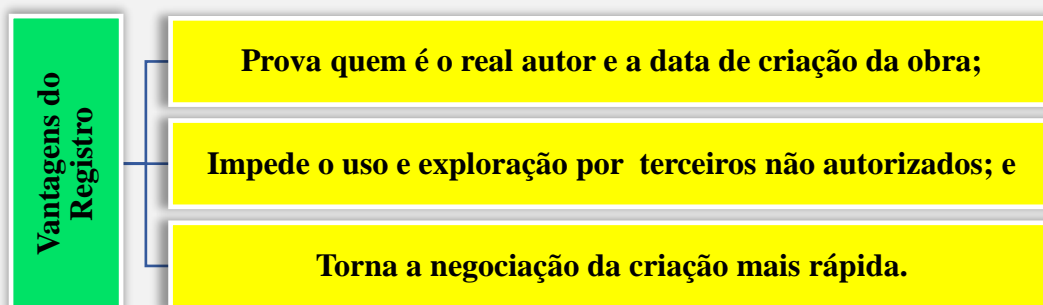 Vantagens do
Registro
Prova quem é o real autor e a data de criação da obra;
Impede o uso e exploração por terceiros não autorizados; e
Torna a negociação da criação mais rápida.